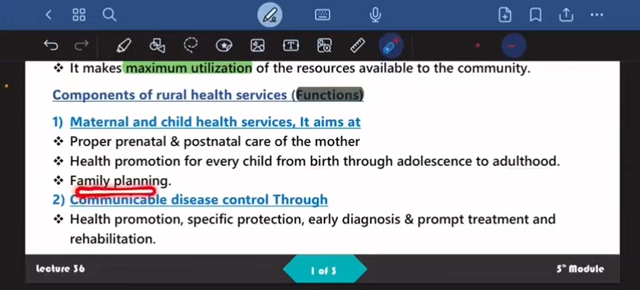 ❖ It makes maximum utilization of the resources available to the community.
Components of rural health services (Functions)
1) Maternal and child health services, It aims at
❖ Proper prenatal & postnatal care of the mother
❖ Health promotion for every child from birth through adolescence to adulthood.
❖ Family planning.
2) Communicable disease control Through
❖ Health promotion, specific protection, early diagnosis & prompt treatment and
rehabilitation.
Lecture 36
1 of 3
5th Module